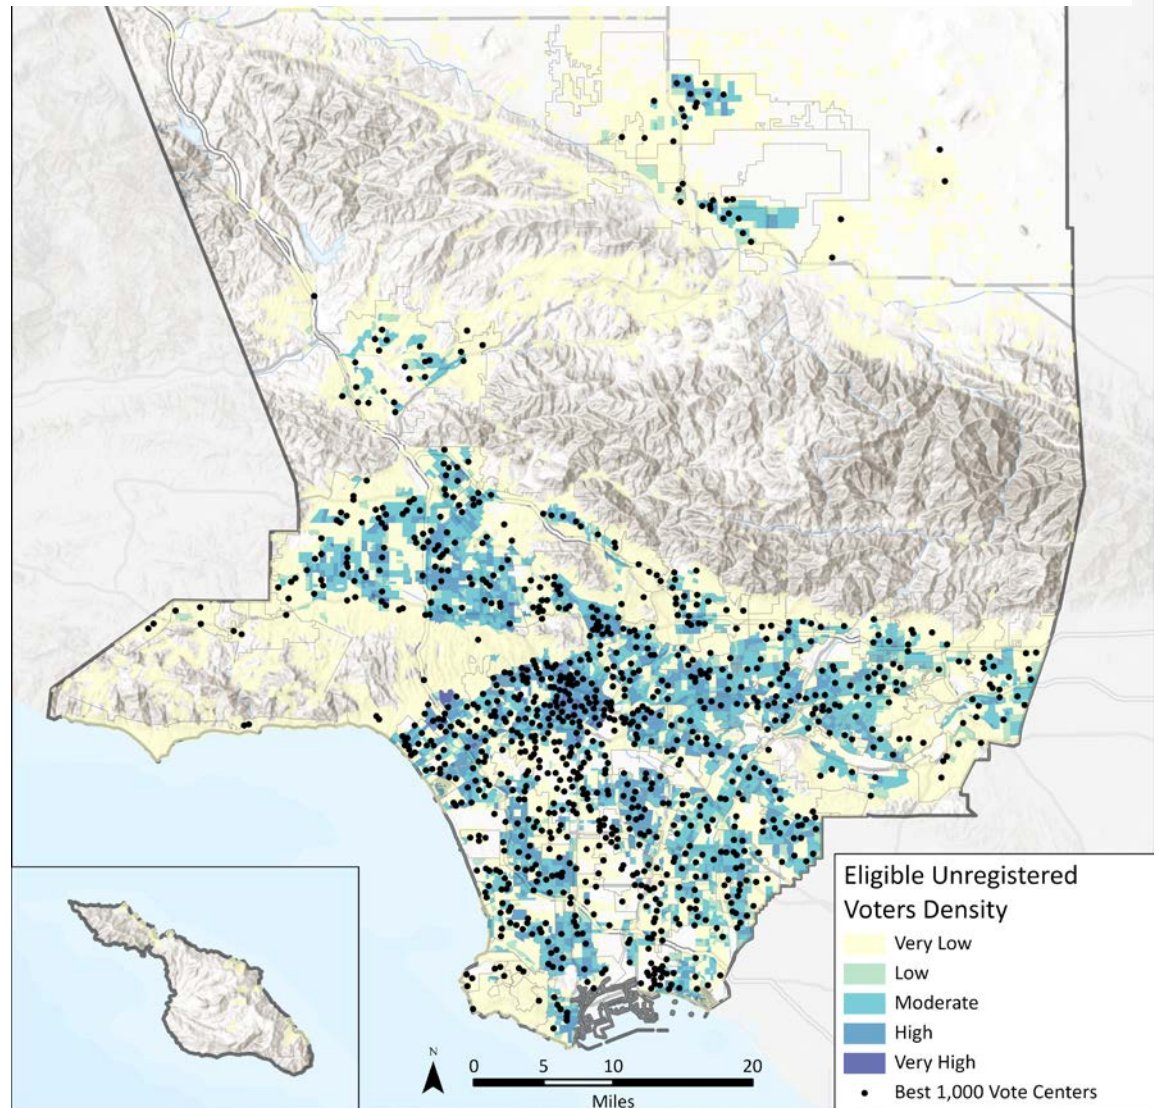 Eligible Unregistered
Voters Density
Very Low
Low
Moderate
High
Very High
Best 1,000 Vote Centers
N
0 5 10 20
Miles